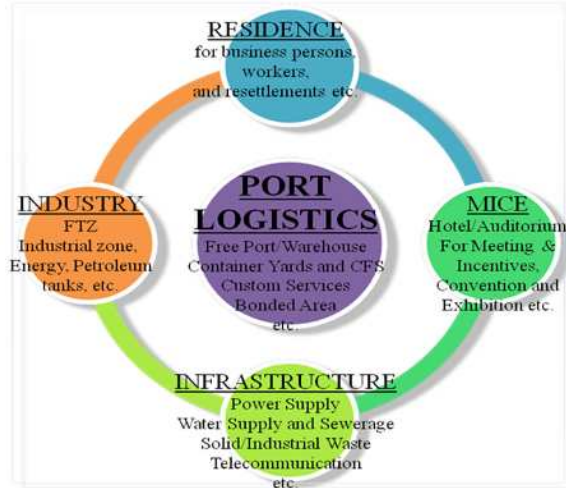 RESIDENCE
for business persons,
workers,
and resettlements etc.
INDUSTRY
FTZ
Industrial zone,
Energy, Petroleum
tanks, etc.
PORT
LOGISTICS
Free Port/Warehouse
Container Yards and CFS
Custom Services
Bonded Area
etc.
MICE
Hotel/Auditorium
For Meeting &
Incentives,
Convention and
Exhibition etc.
INFRASTRUCTURE
Power Supply
Water Supply and Sewerage
Solid/Industrial Waste
Telecommunication
etc.